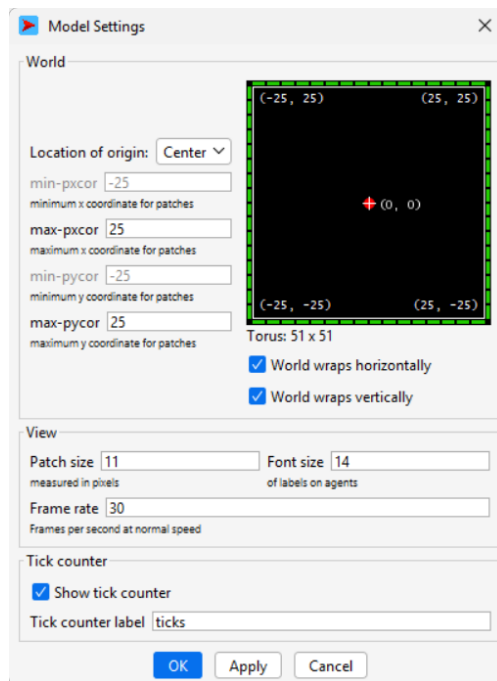 Model Settings
World
(-25, 25) (25, 25)
Location of origin: Center
min-pxcor -25
minimum x coordinate for patches
(0, 0)
max-pxcor 25
maximum x coordinate for patches
min-pycor -25
minimum y coordinate for patches
max-pycor 25
maximum y coordinate for patches
(-25, -25) (25, -25)
Torus: 51 x 51
World wraps horizontally
World wraps vertically
View
Patch size 11 Font size 14
measured in pixels of labels on agents
Frame rate 30
Frames per second at normal speed
Tick counter
Show tick counter
Tick counter label ticks
OK Apply Cancel